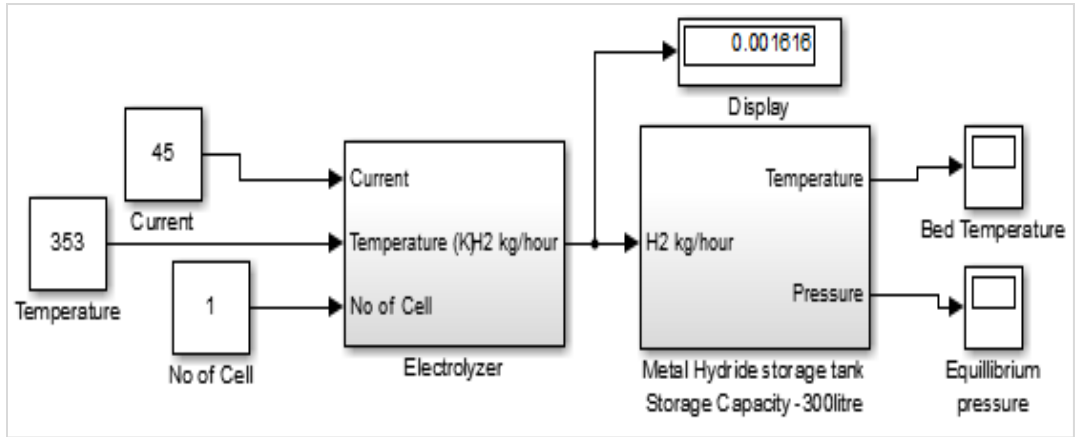 0.001616
Display
45
Current
353
Temperature
1
No of Cell
Current
Temperature (K)H2 kg/hour
No of Cell
Electrolyzer
H2 kg/hour
Temperature
Pressure
Metal Hydride storage tank
Storage Capacity -300litre
Bed Temperature
Equillibrium
pressure